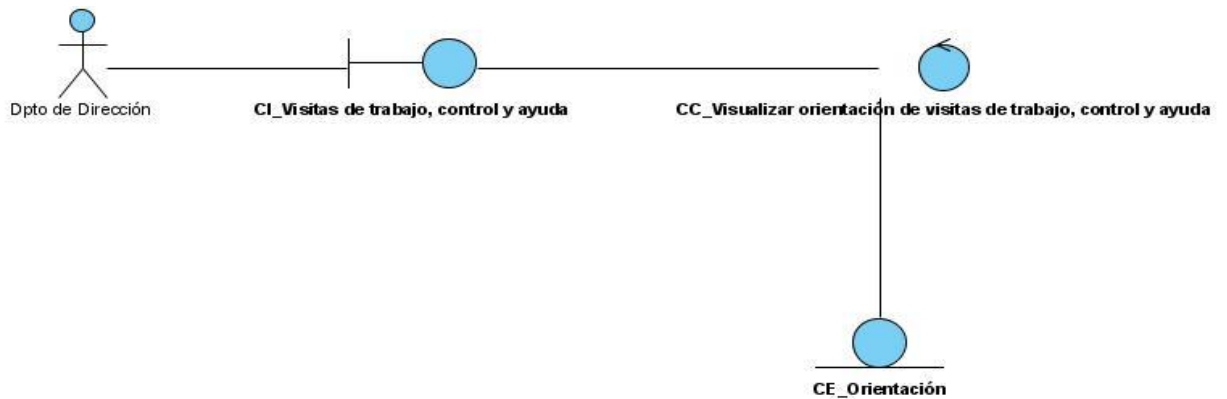 Dpto de Dirección
CI_Visitas de trabajo, control y ayuda
CC_Visualizar orientación de visitas de trabajo, control y ayuda
CE_Orientación